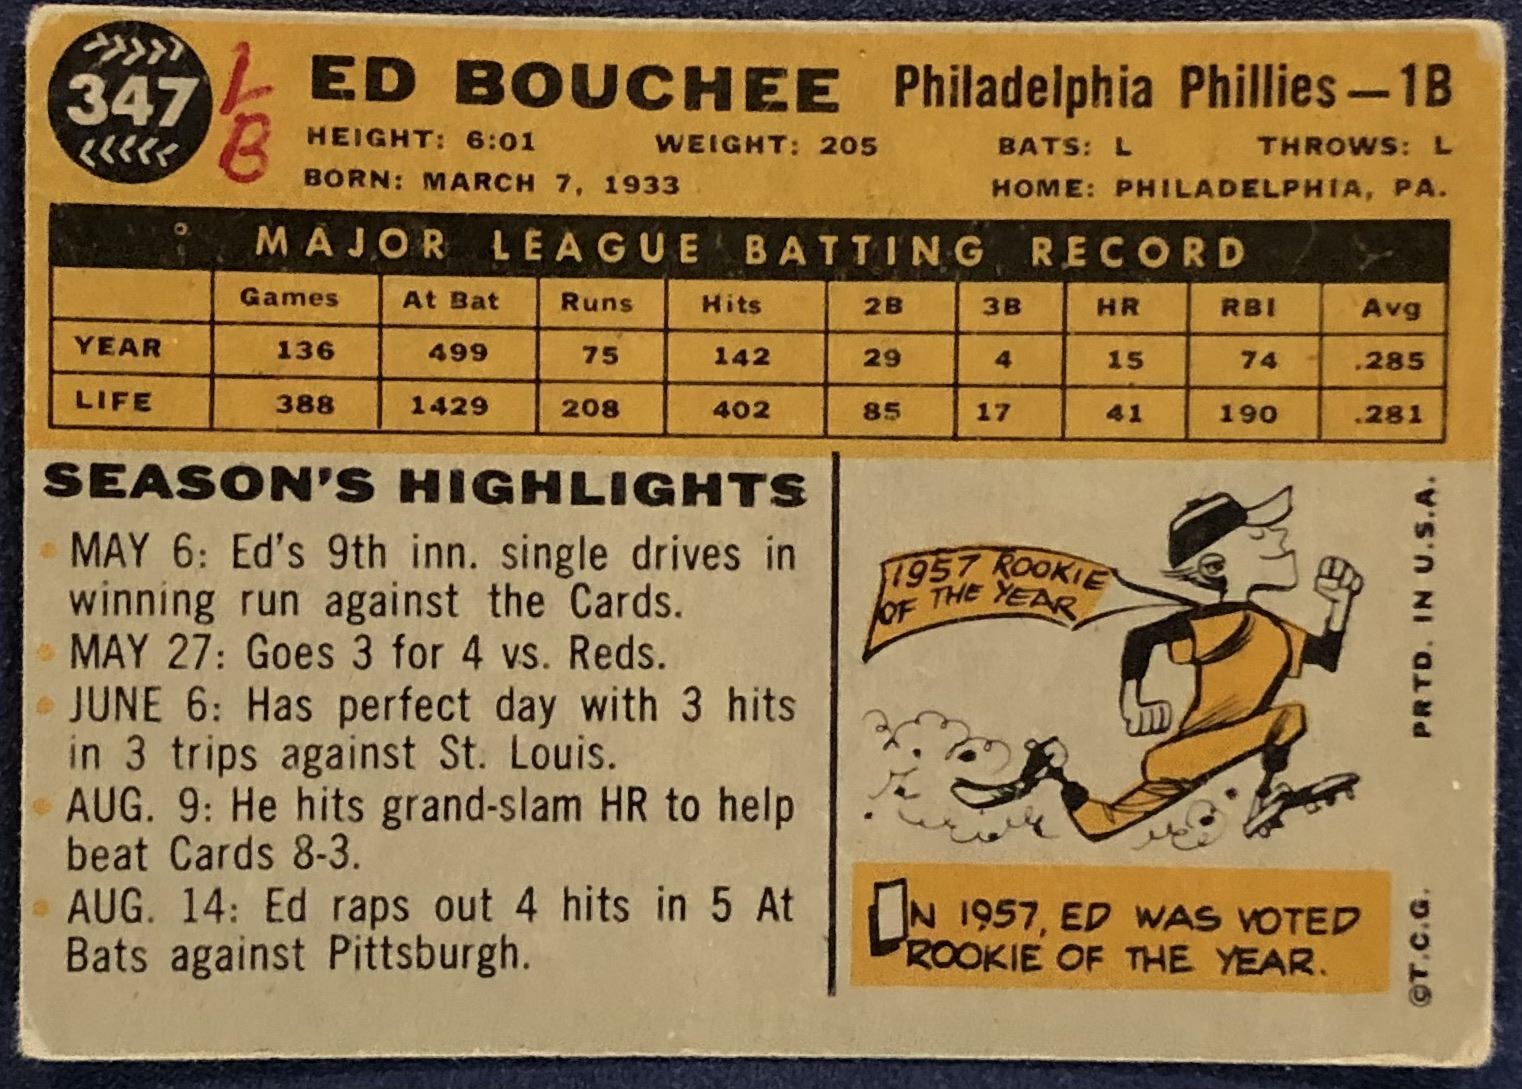 347
1/B
ED BOUCHEE Philadelphia Phillies — 1B
HEIGHT: 6:01 WEIGHT: 205 BATS: L THROWS: L
BORN: MARCH 7, 1933 HOME: PHILADELPHIA, PA.
MAJOR LEAGUE BATTING RECORD
Games At Bat Runs Hits 2B 3B HR RBI Avg
YEAR 136 499 75 142 29 4 15 74 .285
LIFE 388 1429 208 402 85 17 41 190 .281
SEASON'S HIGHLIGHTS
• MAY 6: Ed's 9th inn. single drives in
winning run against the Cards.
• MAY 27: Goes 3 for 4 vs. Reds.
• JUNE 6: Has perfect day with 3 hits
in 3 trips against St. Louis.
• AUG. 9: He hits grand-slam HR to help
beat Cards 8-3.
• AUG. 14: Ed raps out 4 hits in 5 At
Bats against Pittsburgh.
1957 ROOKIE
OF THE YEAR
IN 1957, ED WAS VOTED
ROOKIE OF THE YEAR.
©T.C.G. PRTD. IN U.S.A.